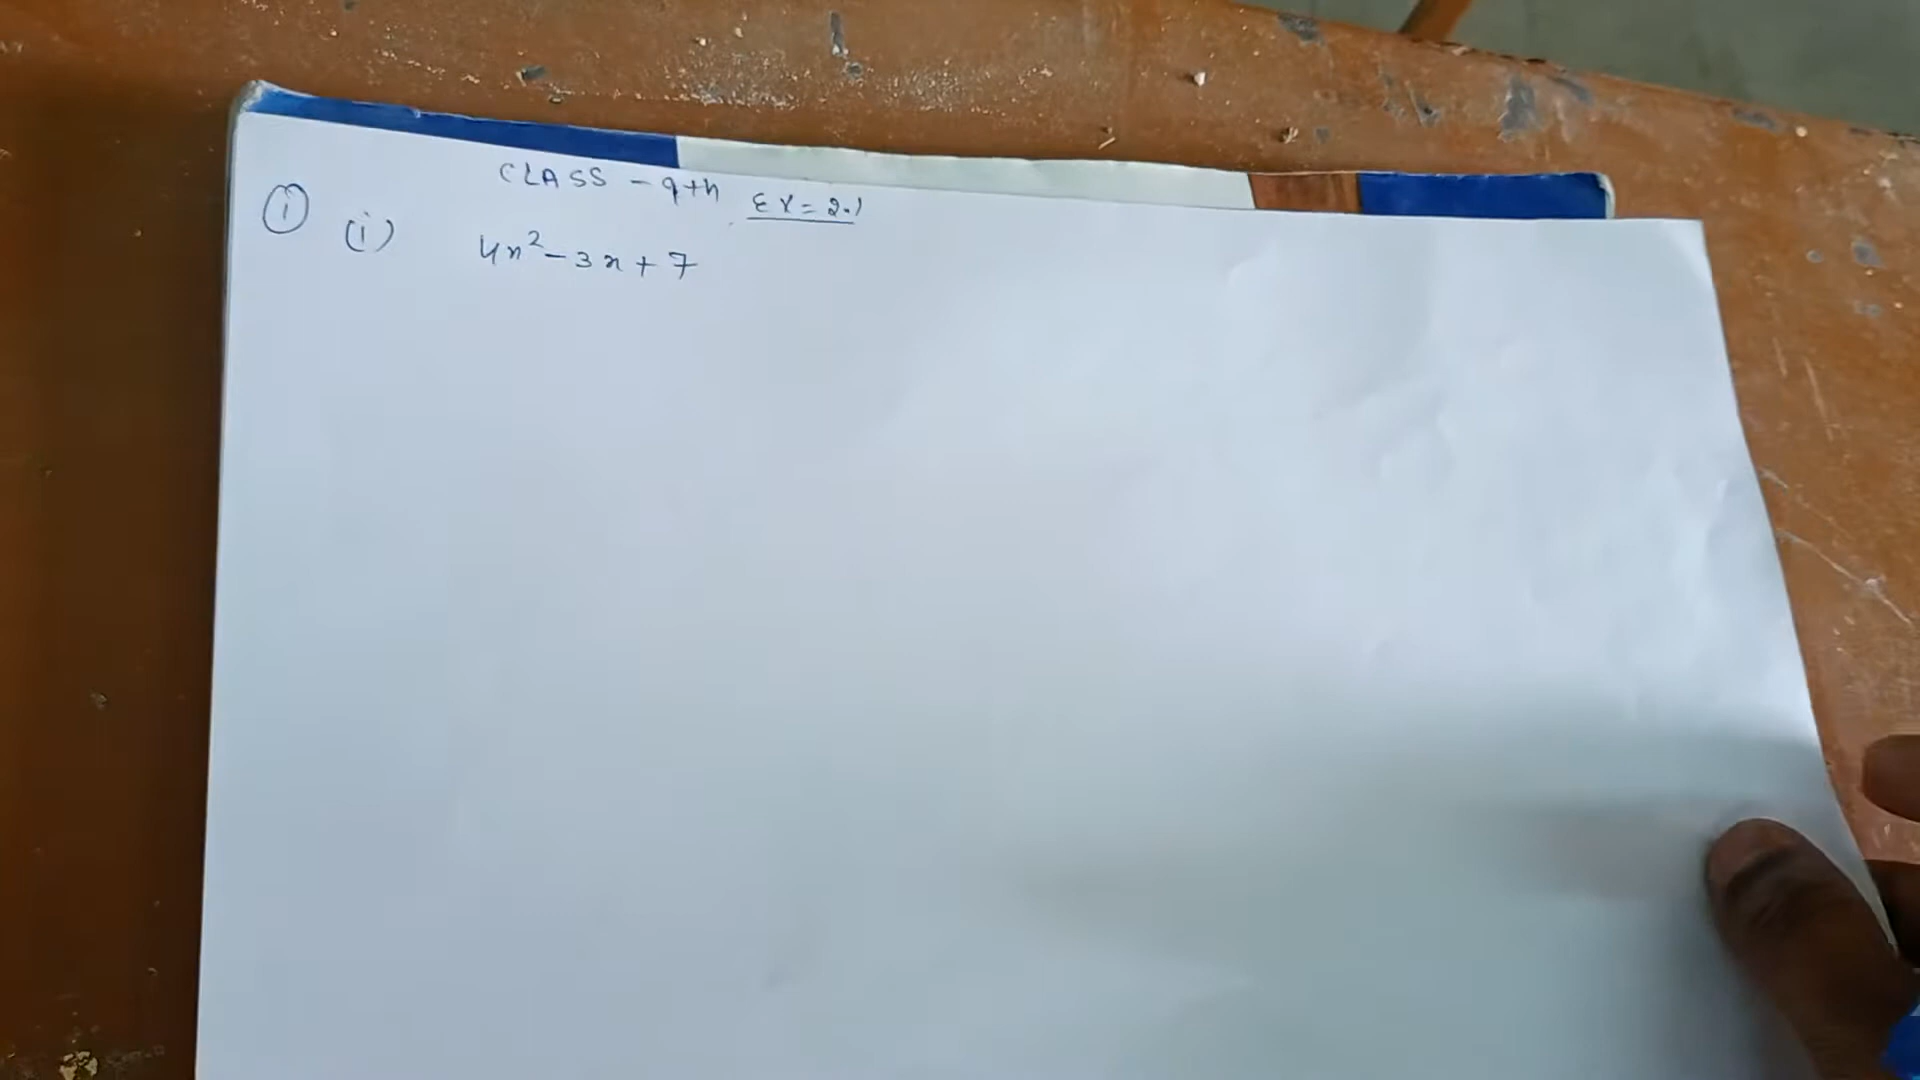 CLASS - 9th Ex = 2.1
① (i) 4x² - 3x + 7